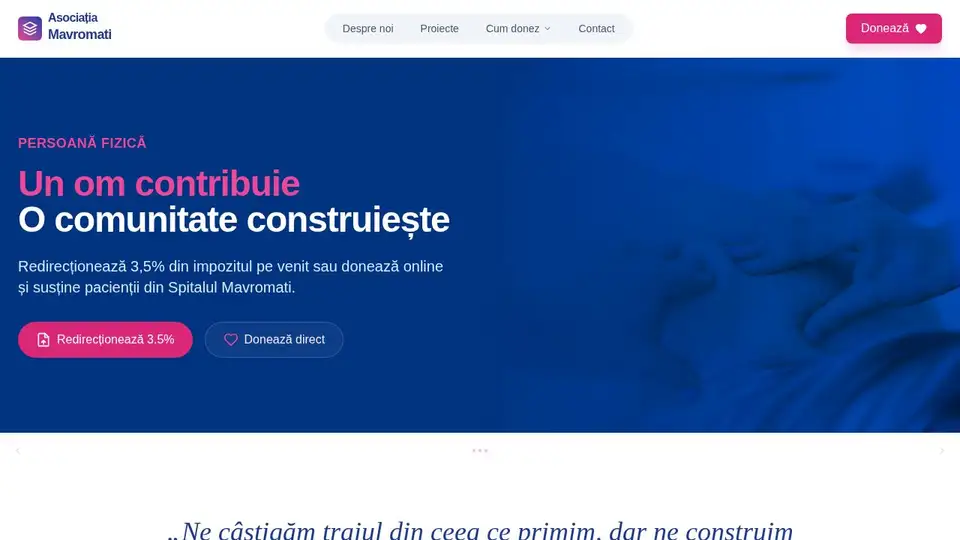 Asociația
Mavromati
Despre noi
Proiecte
Cum donez
Contact
Donează
PERSOANĂ FIZICĂ
Un om contribuie
O comunitate construiește
Redirecționează 3,5% din impozitul pe venit sau donează online
și susține pacienții din Spitalul Mavromati.
Redirecționează 3.5%
Donează direct
„Ne câștigăm traiul din ceea ce primim, dar ne construim